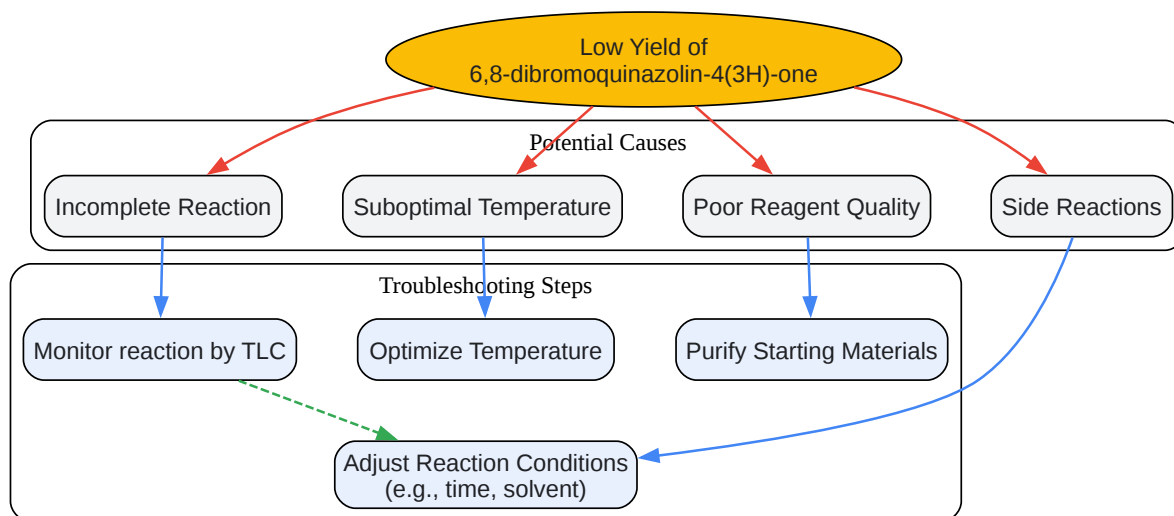 Low Yield of
6,8-dibromoquinazolin-4(3H)-one
Potential Causes
Incomplete Reaction
Suboptimal Temperature
Poor Reagent Quality
Side Reactions
Troubleshooting Steps
Monitor reaction by TLC
Optimize Temperature
Purify Starting Materials
Adjust Reaction Conditions
(e.g., time, solvent)